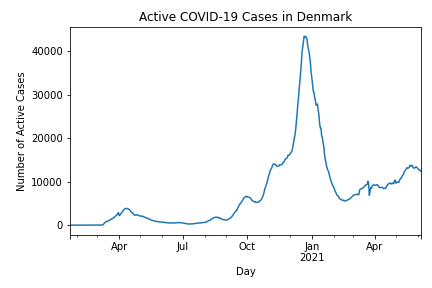 Active COVID-19 Cases in Denmark
Number of Active Cases
40000
30000
20000
10000
0
Apr Jul Oct Jan Apr
2021
Day